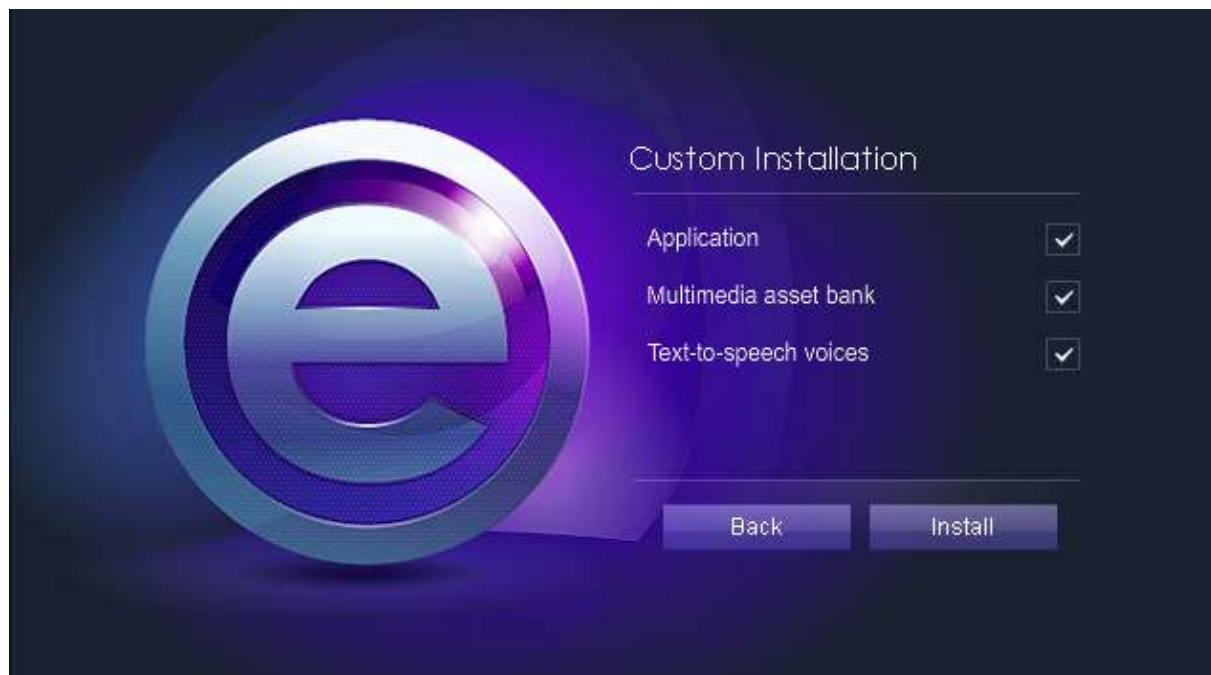 e
Custom Installation
Application
Multimedia asset bank
Text-to-speech voices
Back Install